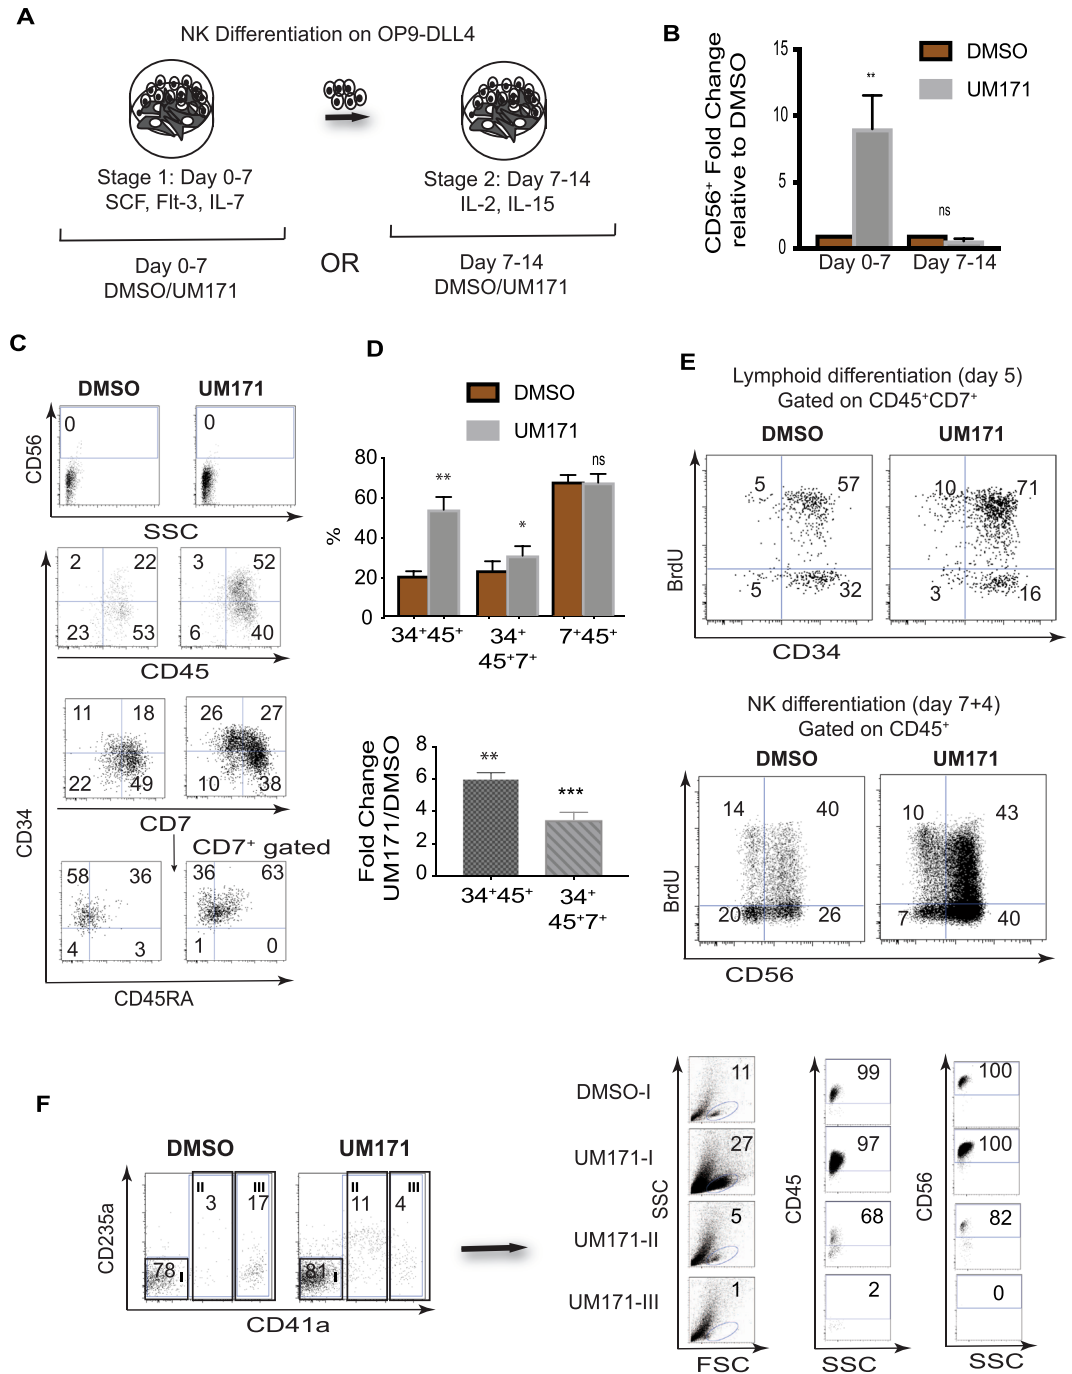 A
NK Differentiation on OP9-DLL4
Stage 1: Day 0-7
SCF, Flt-3, IL-7
Stage 2: Day 7-14
IL-2, IL-15
Day 0-7
DMSO/UM171
OR
Day 7-14
DMSO/UM171
B
CD56⁺ Fold Change
relative to DMSO
15
10
5
0
**
ns
DMSO
UM171
Day 0-7
Day 7-14
C
DMSO
UM171
CD56
0
0
SSC
CD34
2 22
23 53
3 52
6 40
CD45
11 18
22 49
26 27
10 38
CD7
CD7⁺ gated
58 36
4 3
36 63
1 0
CD45RA
D
DMSO
UM171
%
80
60
40
20
0
**
*
ns
34⁺45⁺
34⁺
45⁺7⁺
7⁺45⁺
Fold Change
UM171/DMSO
8
6
4
2
0
**
***
34⁺45⁺
34⁺
45⁺7⁺
E
Lymphoid differentiation (day 5)
Gated on CD45⁺CD7⁺
DMSO
UM171
BrdU
5 57
5 32
10 71
3 16
CD34
NK differentiation (day 7+4)
Gated on CD45⁺
DMSO
UM171
BrdU
14 40
20 26
10 43
7 40
CD56
F
DMSO
UM171
CD235a
II III
3 17
78 I
II III
11 4
81 I
CD41a
DMSO-I
UM171-I
UM171-II
UM171-III
SSC
11
27
5
1
FSC
CD45
99
97
68
2
SSC
CD56
100
100
82
0
SSC